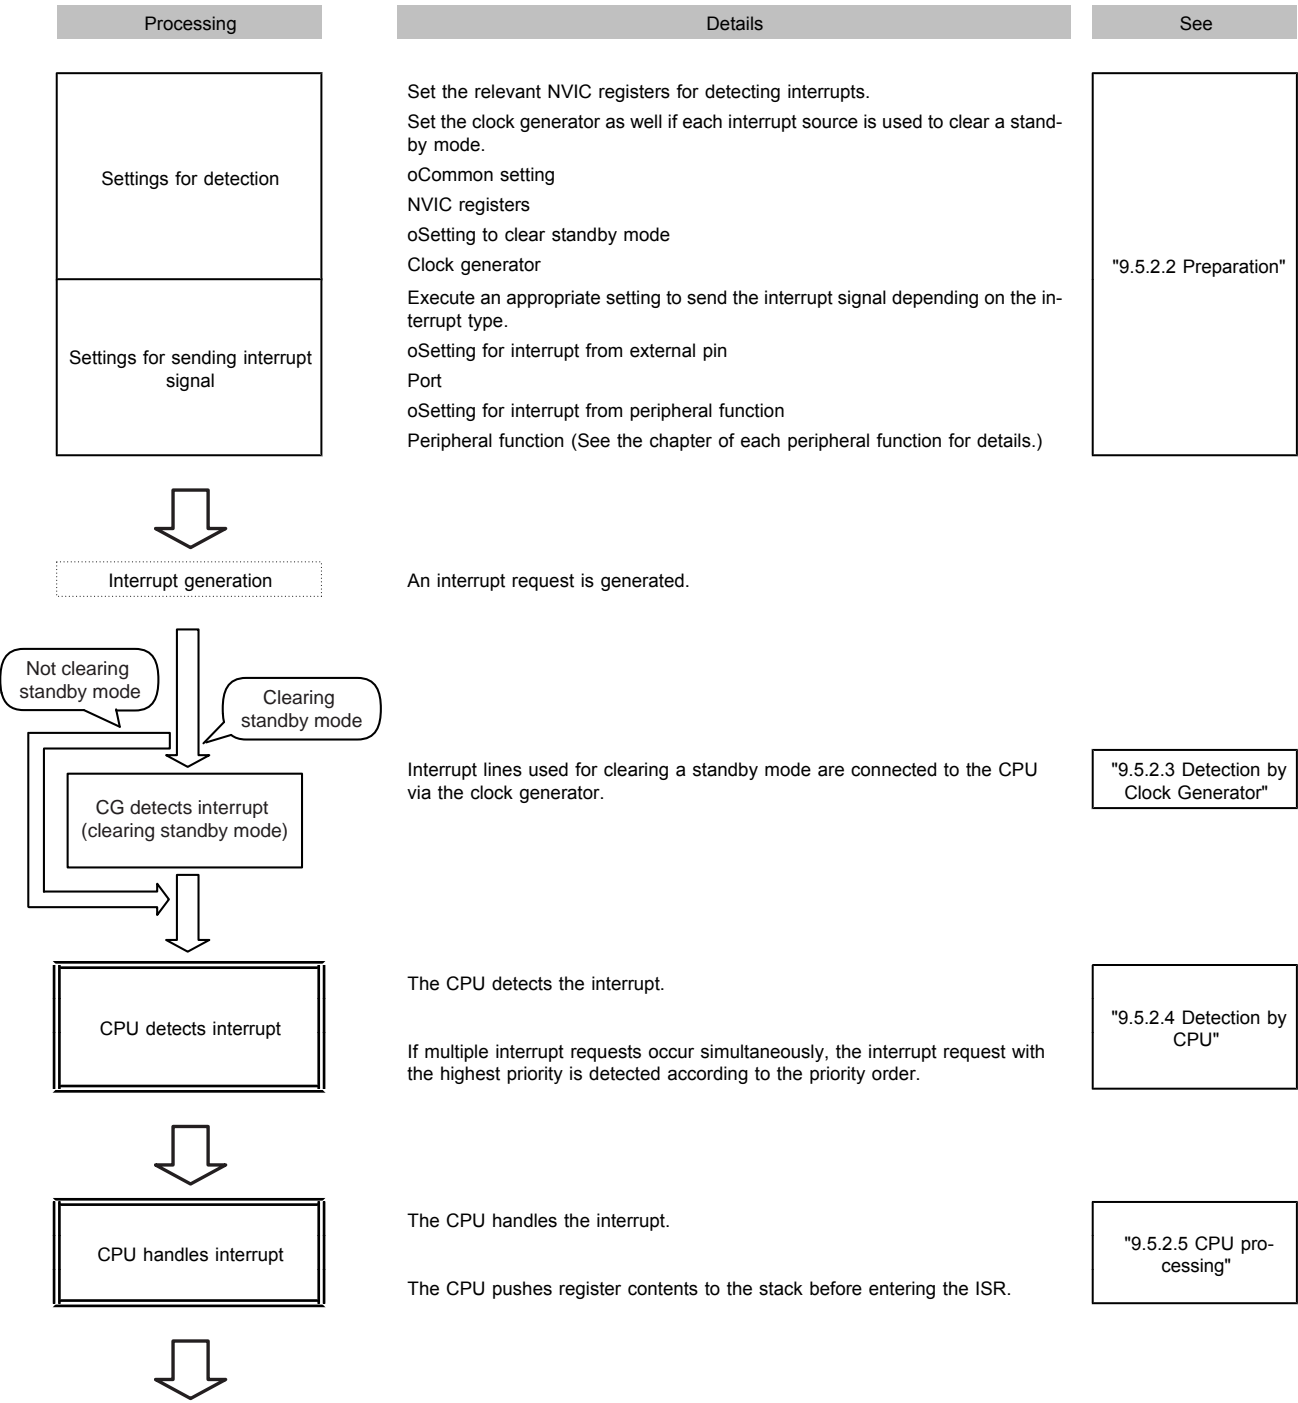 Processing
Details
See
Settings for detection
Set the relevant NVIC registers for detecting interrupts.
Set the clock generator as well if each interrupt source is used to clear a stand-
by mode.
oCommon setting
NVIC registers
oSetting to clear standby mode
Clock generator
"9.5.2.2 Preparation"
Settings for sending interrupt
signal
Execute an appropriate setting to send the interrupt signal depending on the in-
terrupt type.
oSetting for interrupt from external pin
Port
oSetting for interrupt from peripheral function
Peripheral function (See the chapter of each peripheral function for details.)
Interrupt generation
An interrupt request is generated.
Not clearing
standby mode
Clearing
standby mode
CG detects interrupt
(clearing standby mode)
Interrupt lines used for clearing a standby mode are connected to the CPU
via the clock generator.
"9.5.2.3 Detection by
Clock Generator"
CPU detects interrupt
The CPU detects the interrupt.
If multiple interrupt requests occur simultaneously, the interrupt request with
the highest priority is detected according to the priority order.
"9.5.2.4 Detection by
CPU"
CPU handles interrupt
The CPU handles the interrupt.
The CPU pushes register contents to the stack before entering the ISR.
"9.5.2.5 CPU pro-
cessing"